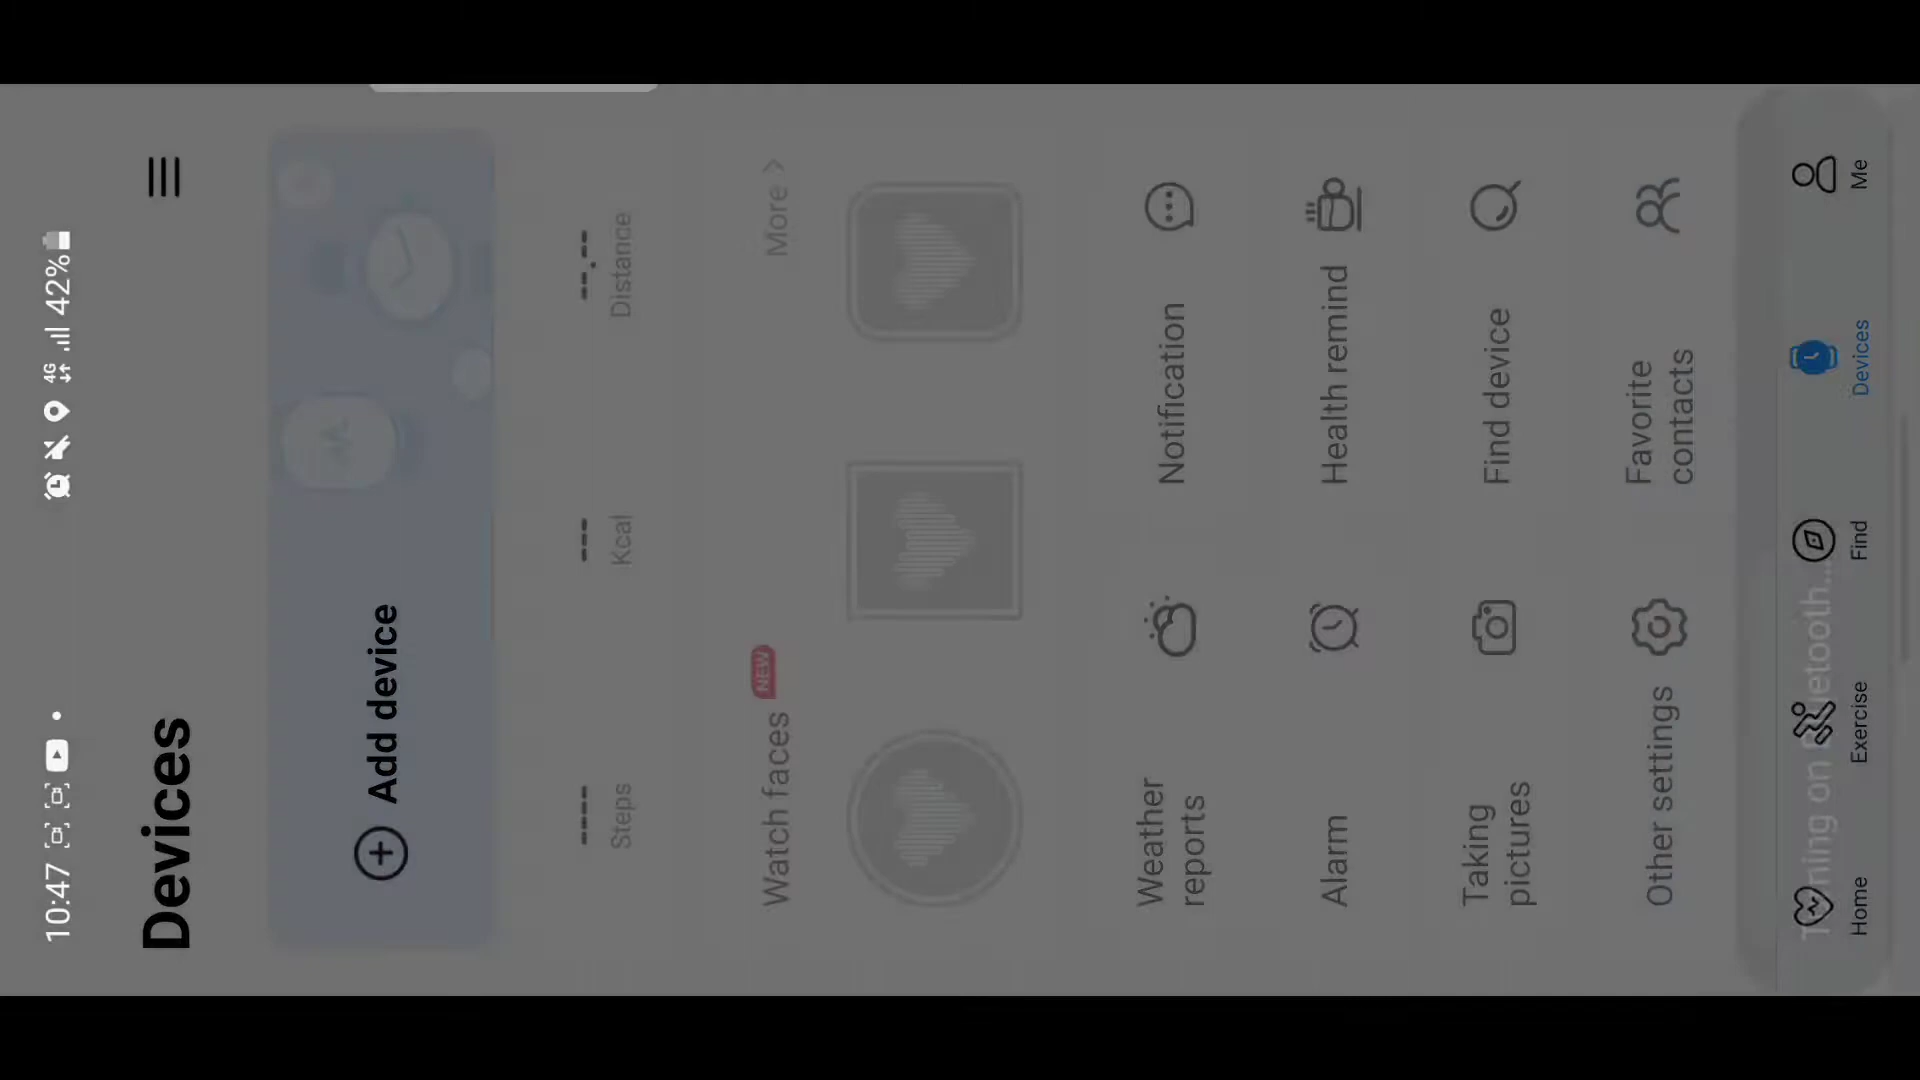 10:47
4G
42%
Devices
Add device
----
Steps
---
Kcal
--.--
Distance
Watch faces
NEW
More >
Weather
reports
Notification
Alarm
Health remind
Taking
pictures
Find device
Other settings
Favorite
contacts
Turning on Bluetooth...
Home
Exercise
Find
Devices
Me